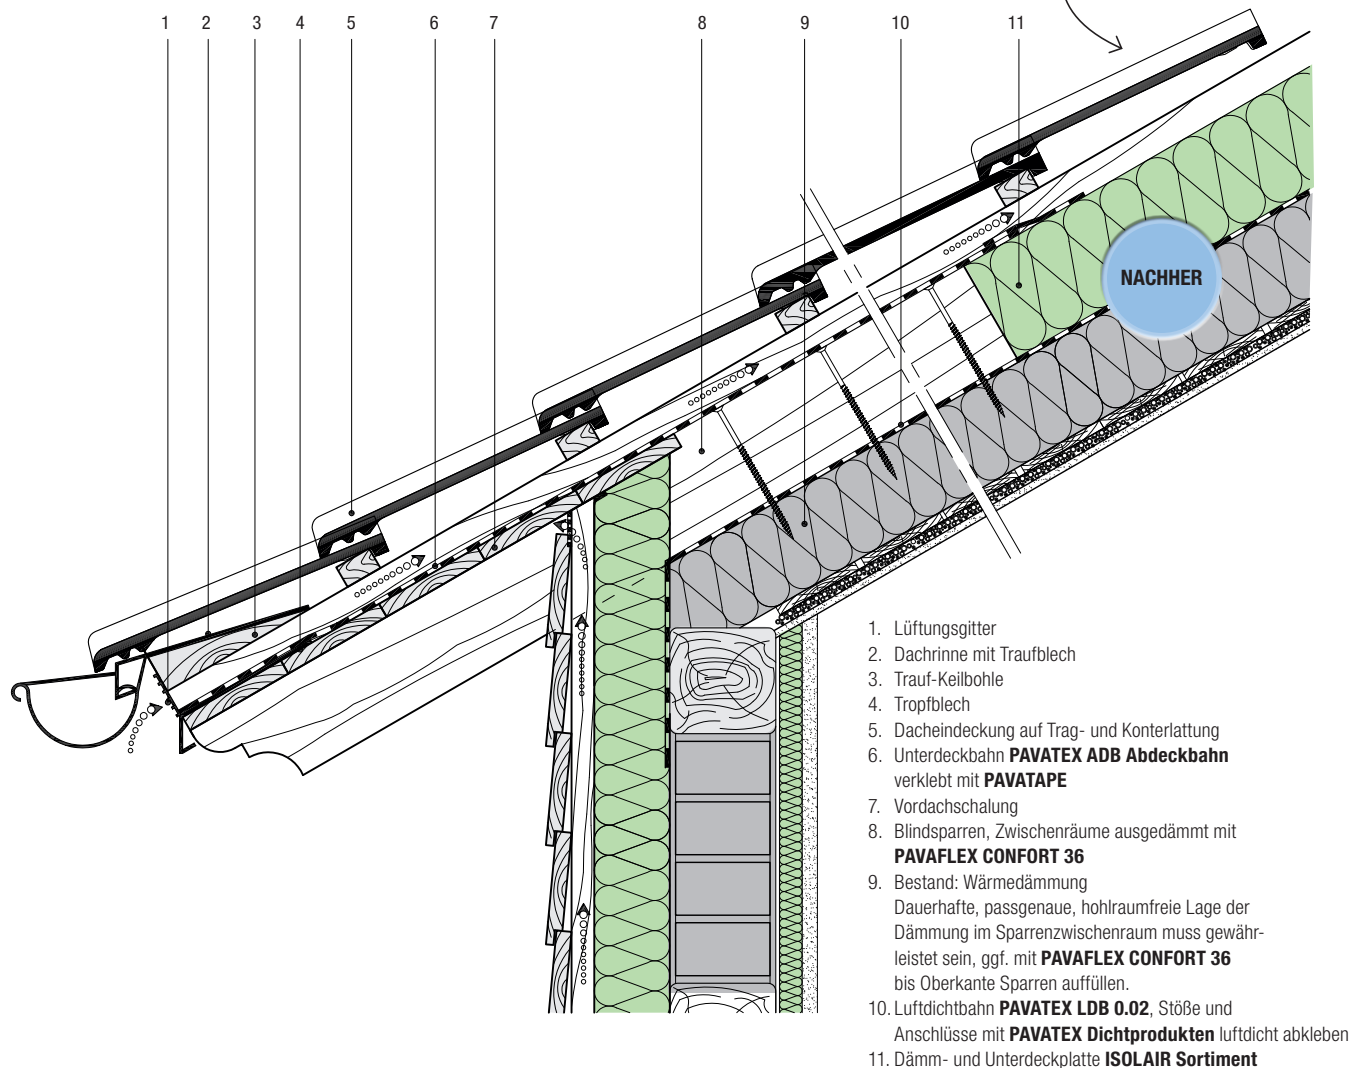 1 2 3 4 5 6 7 8 9 10 11
NACHHER
1. Lüftungsgitter
2. Dachrinne mit Traufblech
3. Trauf-Keilbohle
4. Tropfblech
5. Dacheindeckung auf Trag- und Konterlattung
6. Unterdeckbahn PAVATEX ADB Abdeckbahn
verklebt mit PAVATAPE
7. Vordachschalung
8. Blindsparren, Zwischenräume ausgedämmt mit
PAVAFLEX CONFORT 36
9. Bestand: Wärmedämmung
Dauerhafte, passgenaue, hohlraumfreie Lage der
Dämmung im Sparrenzwischenraum muss gewähr-
leistet sein, ggf. mit PAVAFLEX CONFORT 36
bis Oberkante Sparren auffüllen.
10. Luftdichtbahn PAVATEX LDB 0.02, Stöße und
Anschlüsse mit PAVATEX Dichtprodukten luftdicht abkleben
11. Dämm- und Unterdeckplatte ISOLAIR Sortiment